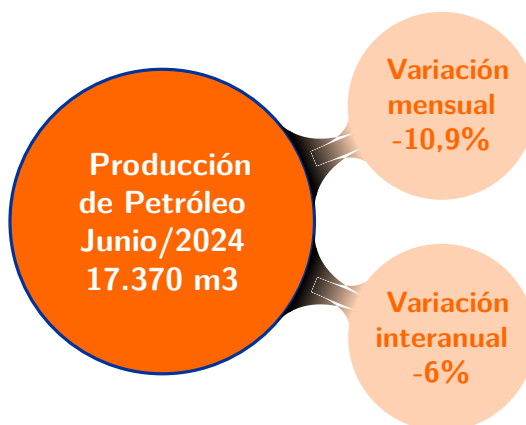 Producción
de Petróleo
Junio/2024
17.370 m3
Variación
mensual
-10,9%
Variación
interanual
-6%